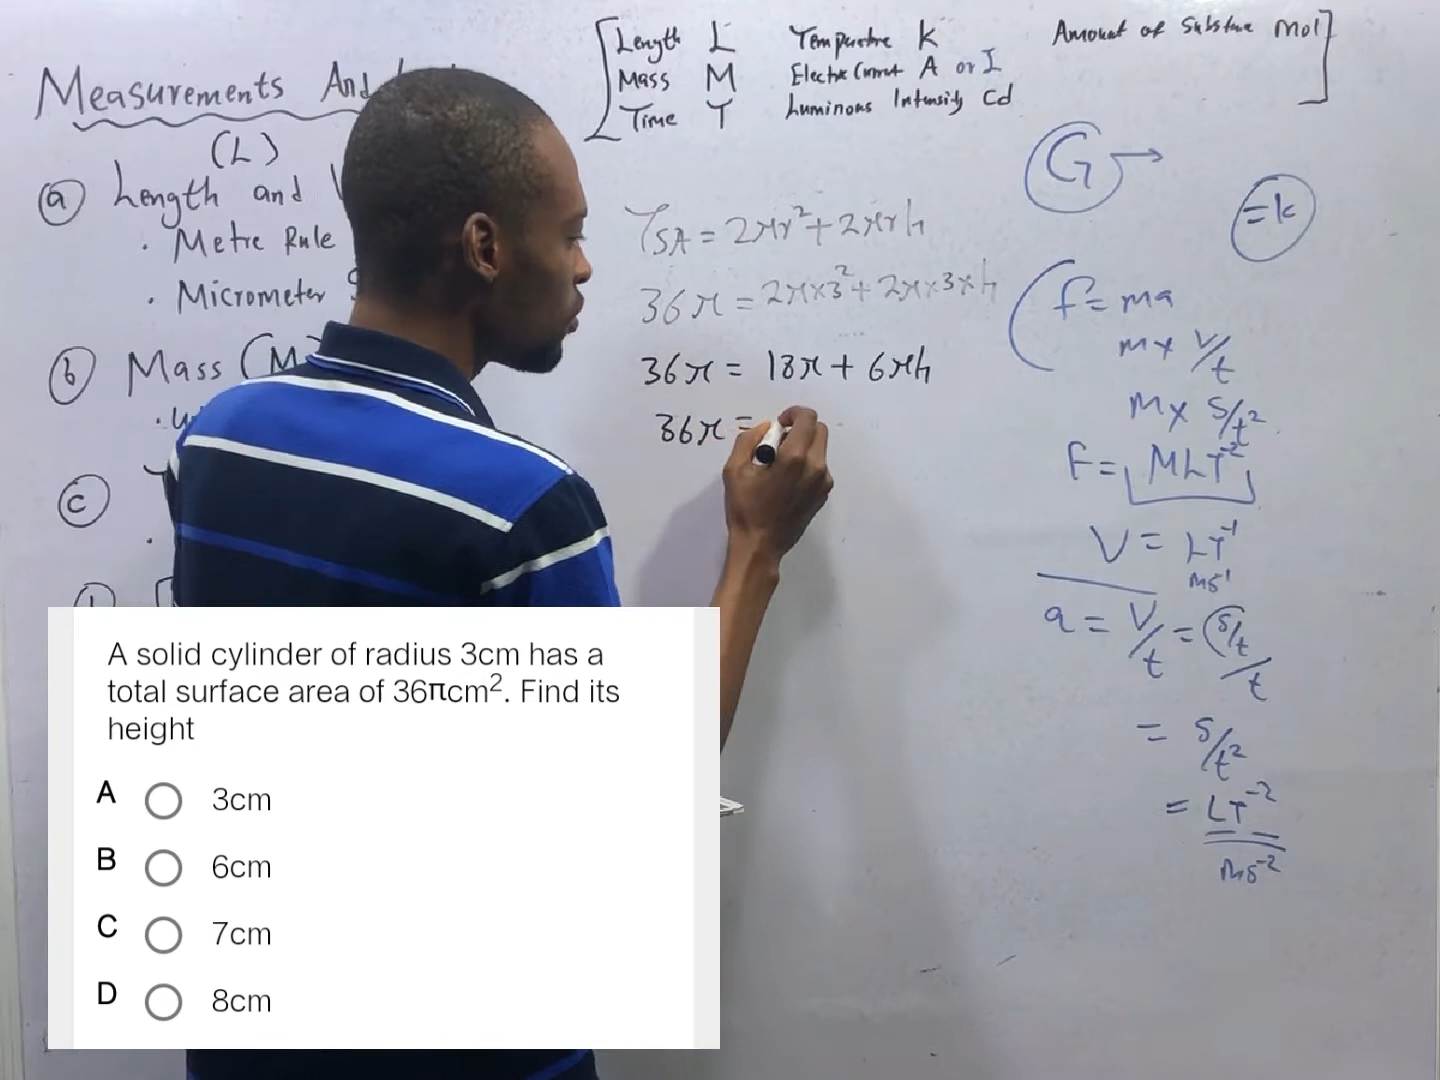 Measurements And
(L)
a Length and
. Metre Rule
. Micrometer
b Mass (M)
c
Length L Temperature K Amount of Substance Mol
Mass M Electric Current A or I
Time T Luminous Intensity Cd
TSA = 2πr² + 2πrh
36π = 2π×3² + 2π×3×h
36π = 18π + 6πh
36π =
G →
= k
f = ma
m × v/t
m × s/t²
F = MLT⁻²
V = LT⁻¹
ms⁻¹
a = v/t = s/t/t
= s/t²
= LT⁻²
ms⁻²
A solid cylinder of radius 3cm has a
total surface area of 36πcm². Find its
height
A 3cm
B 6cm
C 7cm
D 8cm